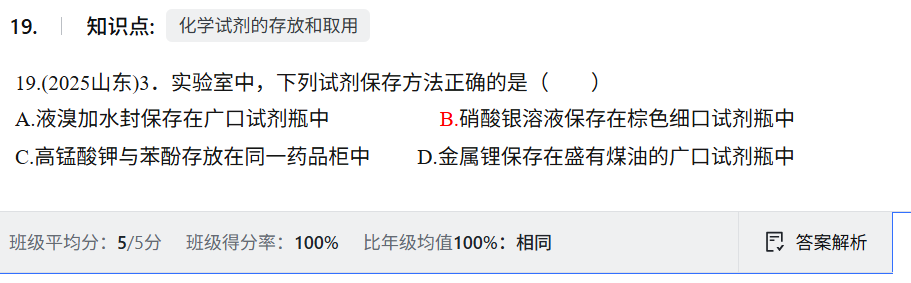 19. 知识点: 化学试剂的存放和取用
19.(2025山东)3．实验室中，下列试剂保存方法正确的是（　　）
A.液溴加水封保存在广口试剂瓶中 B.硝酸银溶液保存在棕色细口试剂瓶中
C.高锰酸钾与苯酚存放在同一药品柜中 D.金属锂保存在盛有煤油的广口试剂瓶中
班级平均分：5/5分 班级得分率：100% 比年级均值100%：相同 答案解析